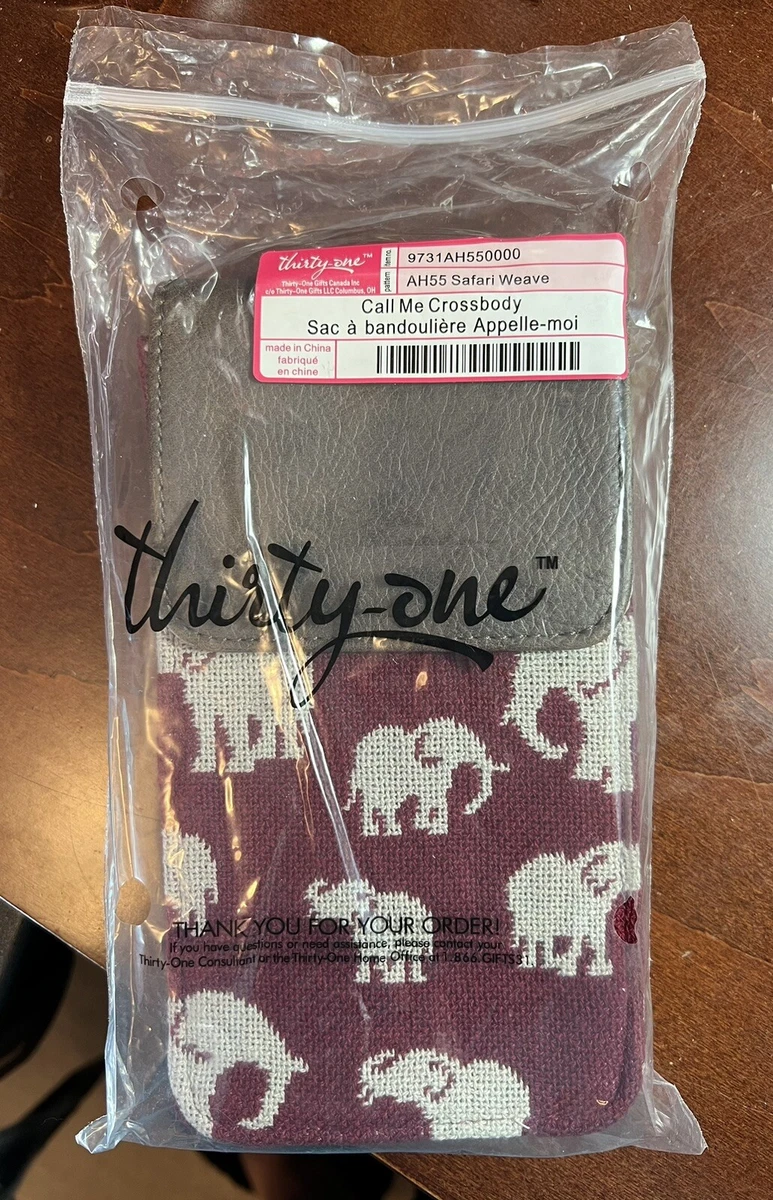 thirty-one™
Thirty-One Gifts Canada Inc
c/o Thirty-One Gifts LLC Columbus, OH
item no.
9731AH550000
pattern
AH55 Safari Weave
Call Me Crossbody
Sac à bandoulière Appelle-moi
made in China
fabriqué
en chine
thirty-one™
THANK YOU FOR YOUR ORDER!
If you have questions or need assistance, please contact your
Thirty-One Consultant or the Thirty-One Home Office at 1.866.GIFTS31.